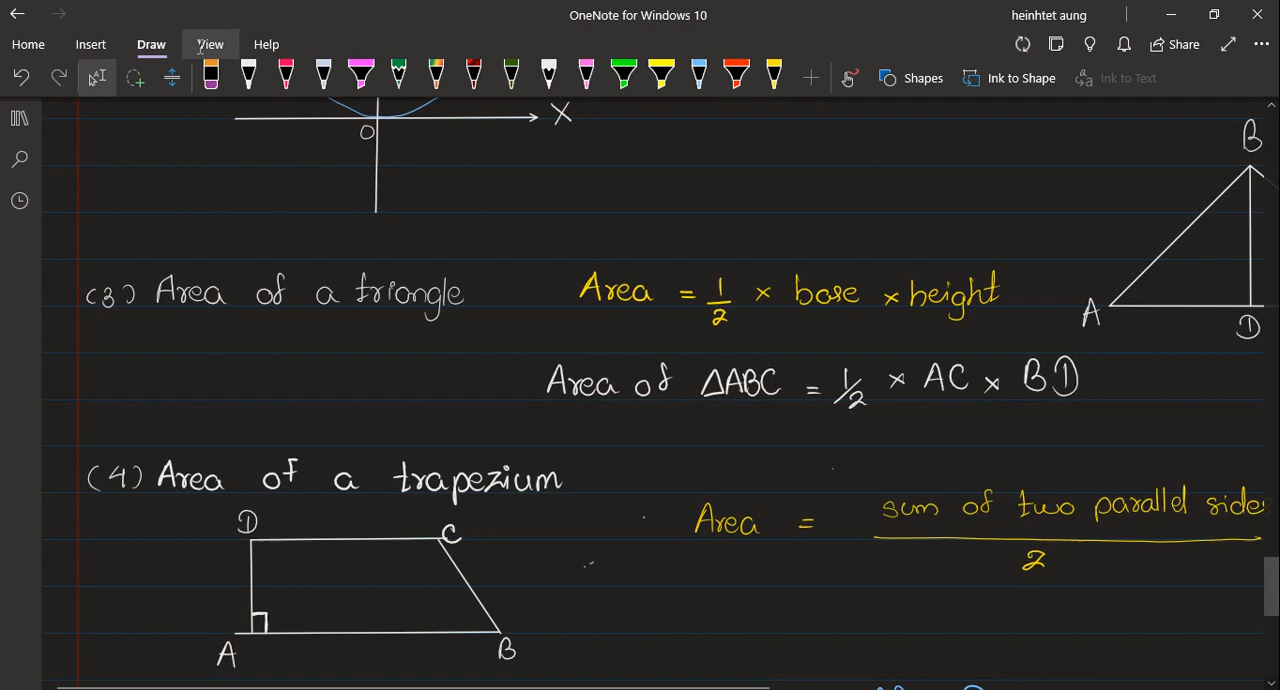 OneNote for Windows 10
heinhtet aung
Home Insert Draw View Help
Share
Shapes Ink to Shape Ink to Text
X
O
B
A
D
(3) Area of a triangle Area = 1/2 × base × height
Area of ΔABC = 1/2 × AC × BD
(4) Area of a trapezium
Area = sum of two parallel sides / 2
D
C
A
B